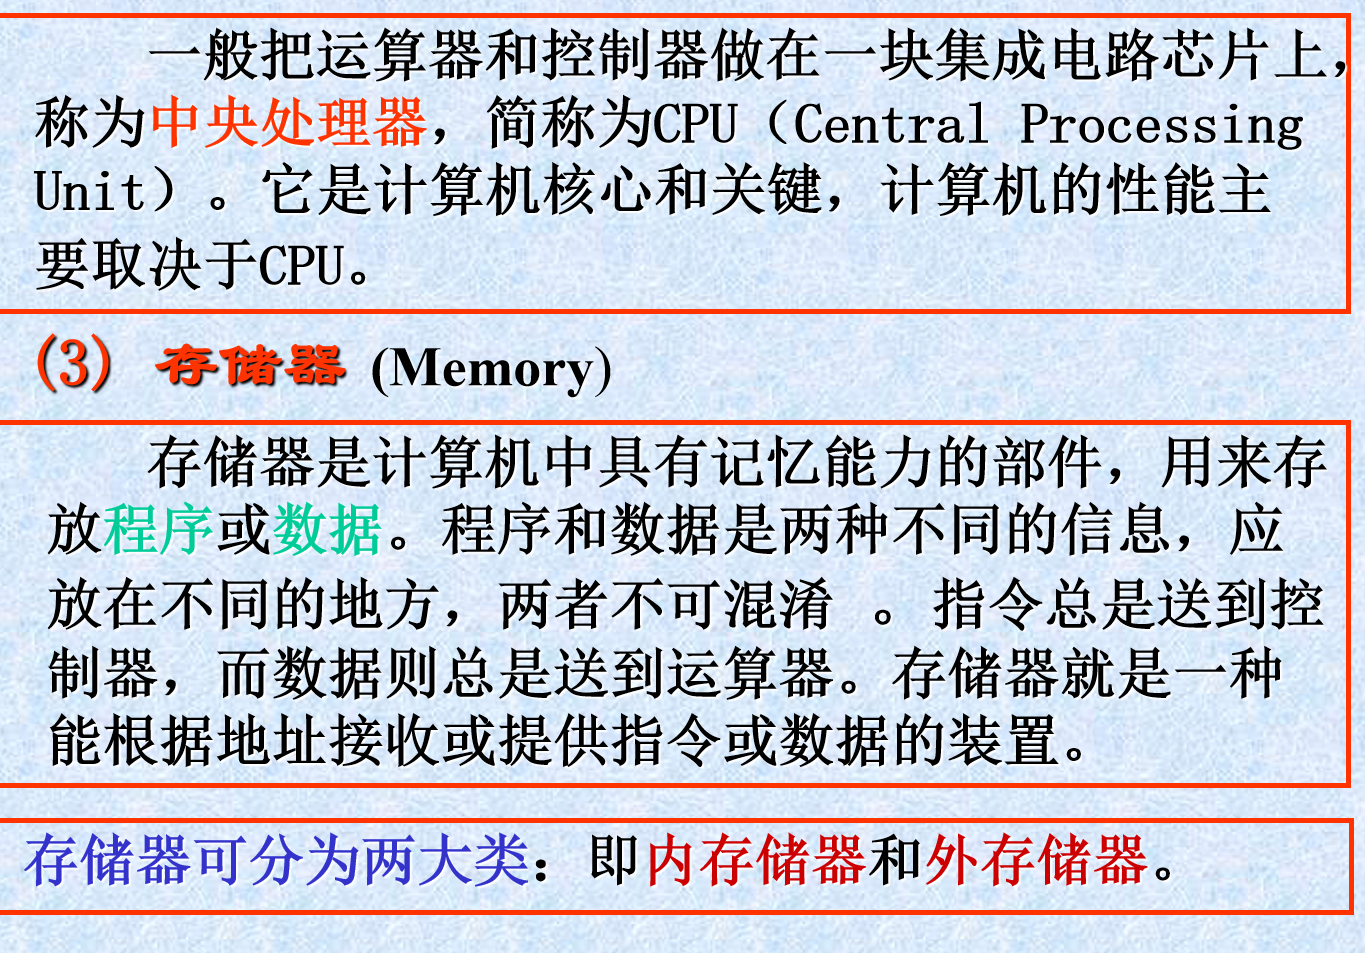 一般把运算器和控制器做在一块集成电路芯片上，
称为中央处理器，简称为CPU（Central Processing
Unit）。它是计算机核心和关键，计算机的性能主
要取决于CPU。
(3) 存储器 (Memory)
存储器是计算机中具有记忆能力的部件，用来存
放程序或数据。程序和数据是两种不同的信息，应
放在不同的地方，两者不可混淆 。指令总是送到控
制器，而数据则总是送到运算器。存储器就是一种
能根据地址接收或提供指令或数据的装置。
存储器可分为两大类：即内存储器和外存储器。